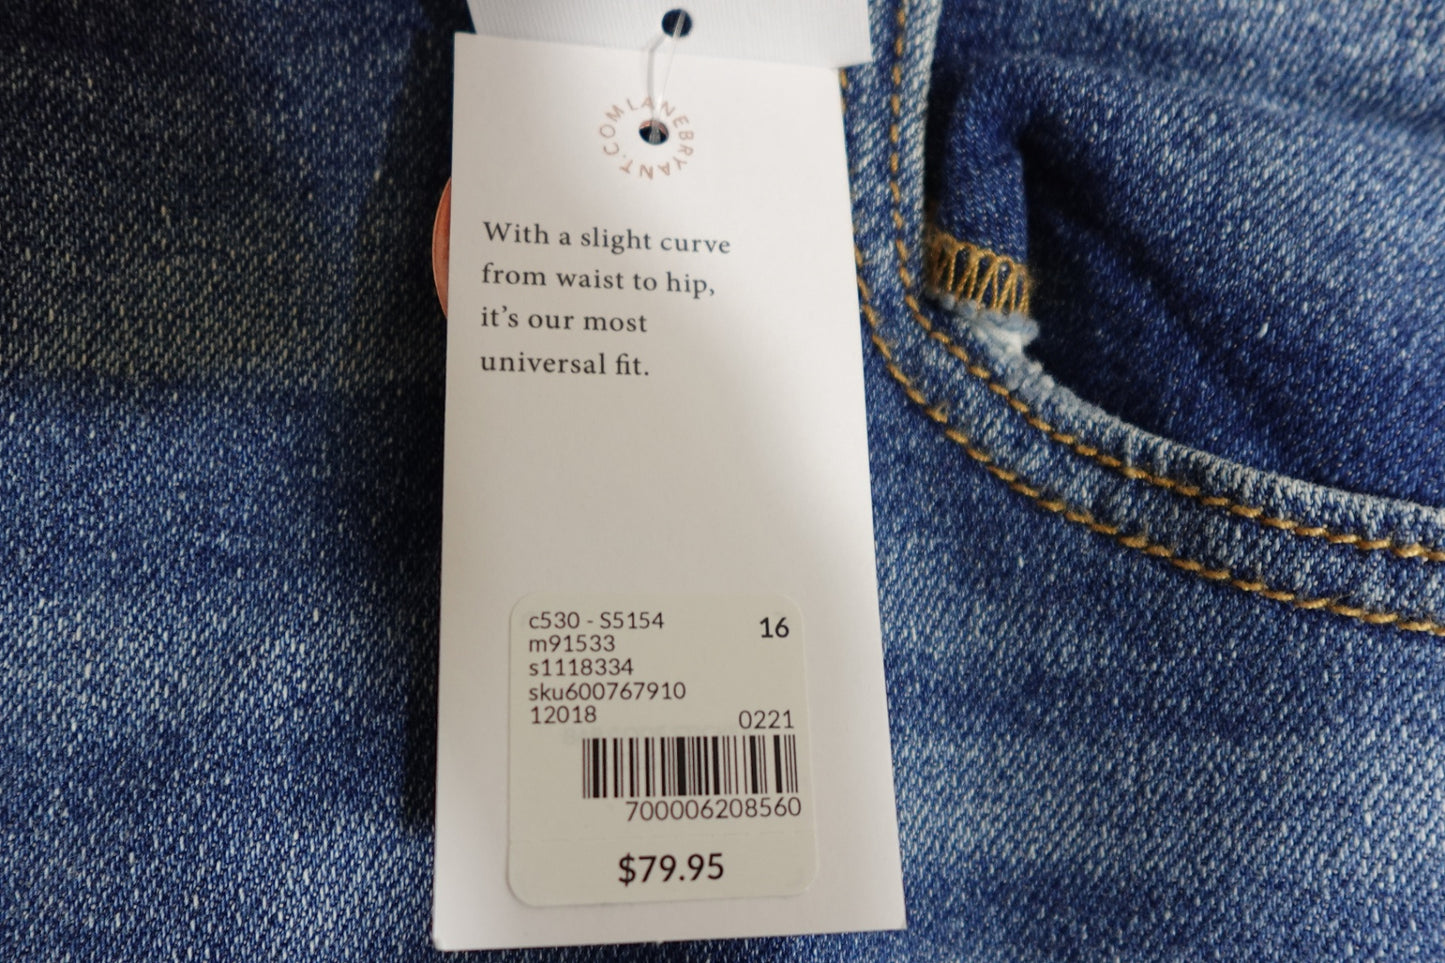 LANEBRYANT.COM
With a slight curve
from waist to hip,
it's our most
universal fit.
c530 - S5154
16
m91533
s1118334
sku600767910
12018
0221
700006208560
$79.95